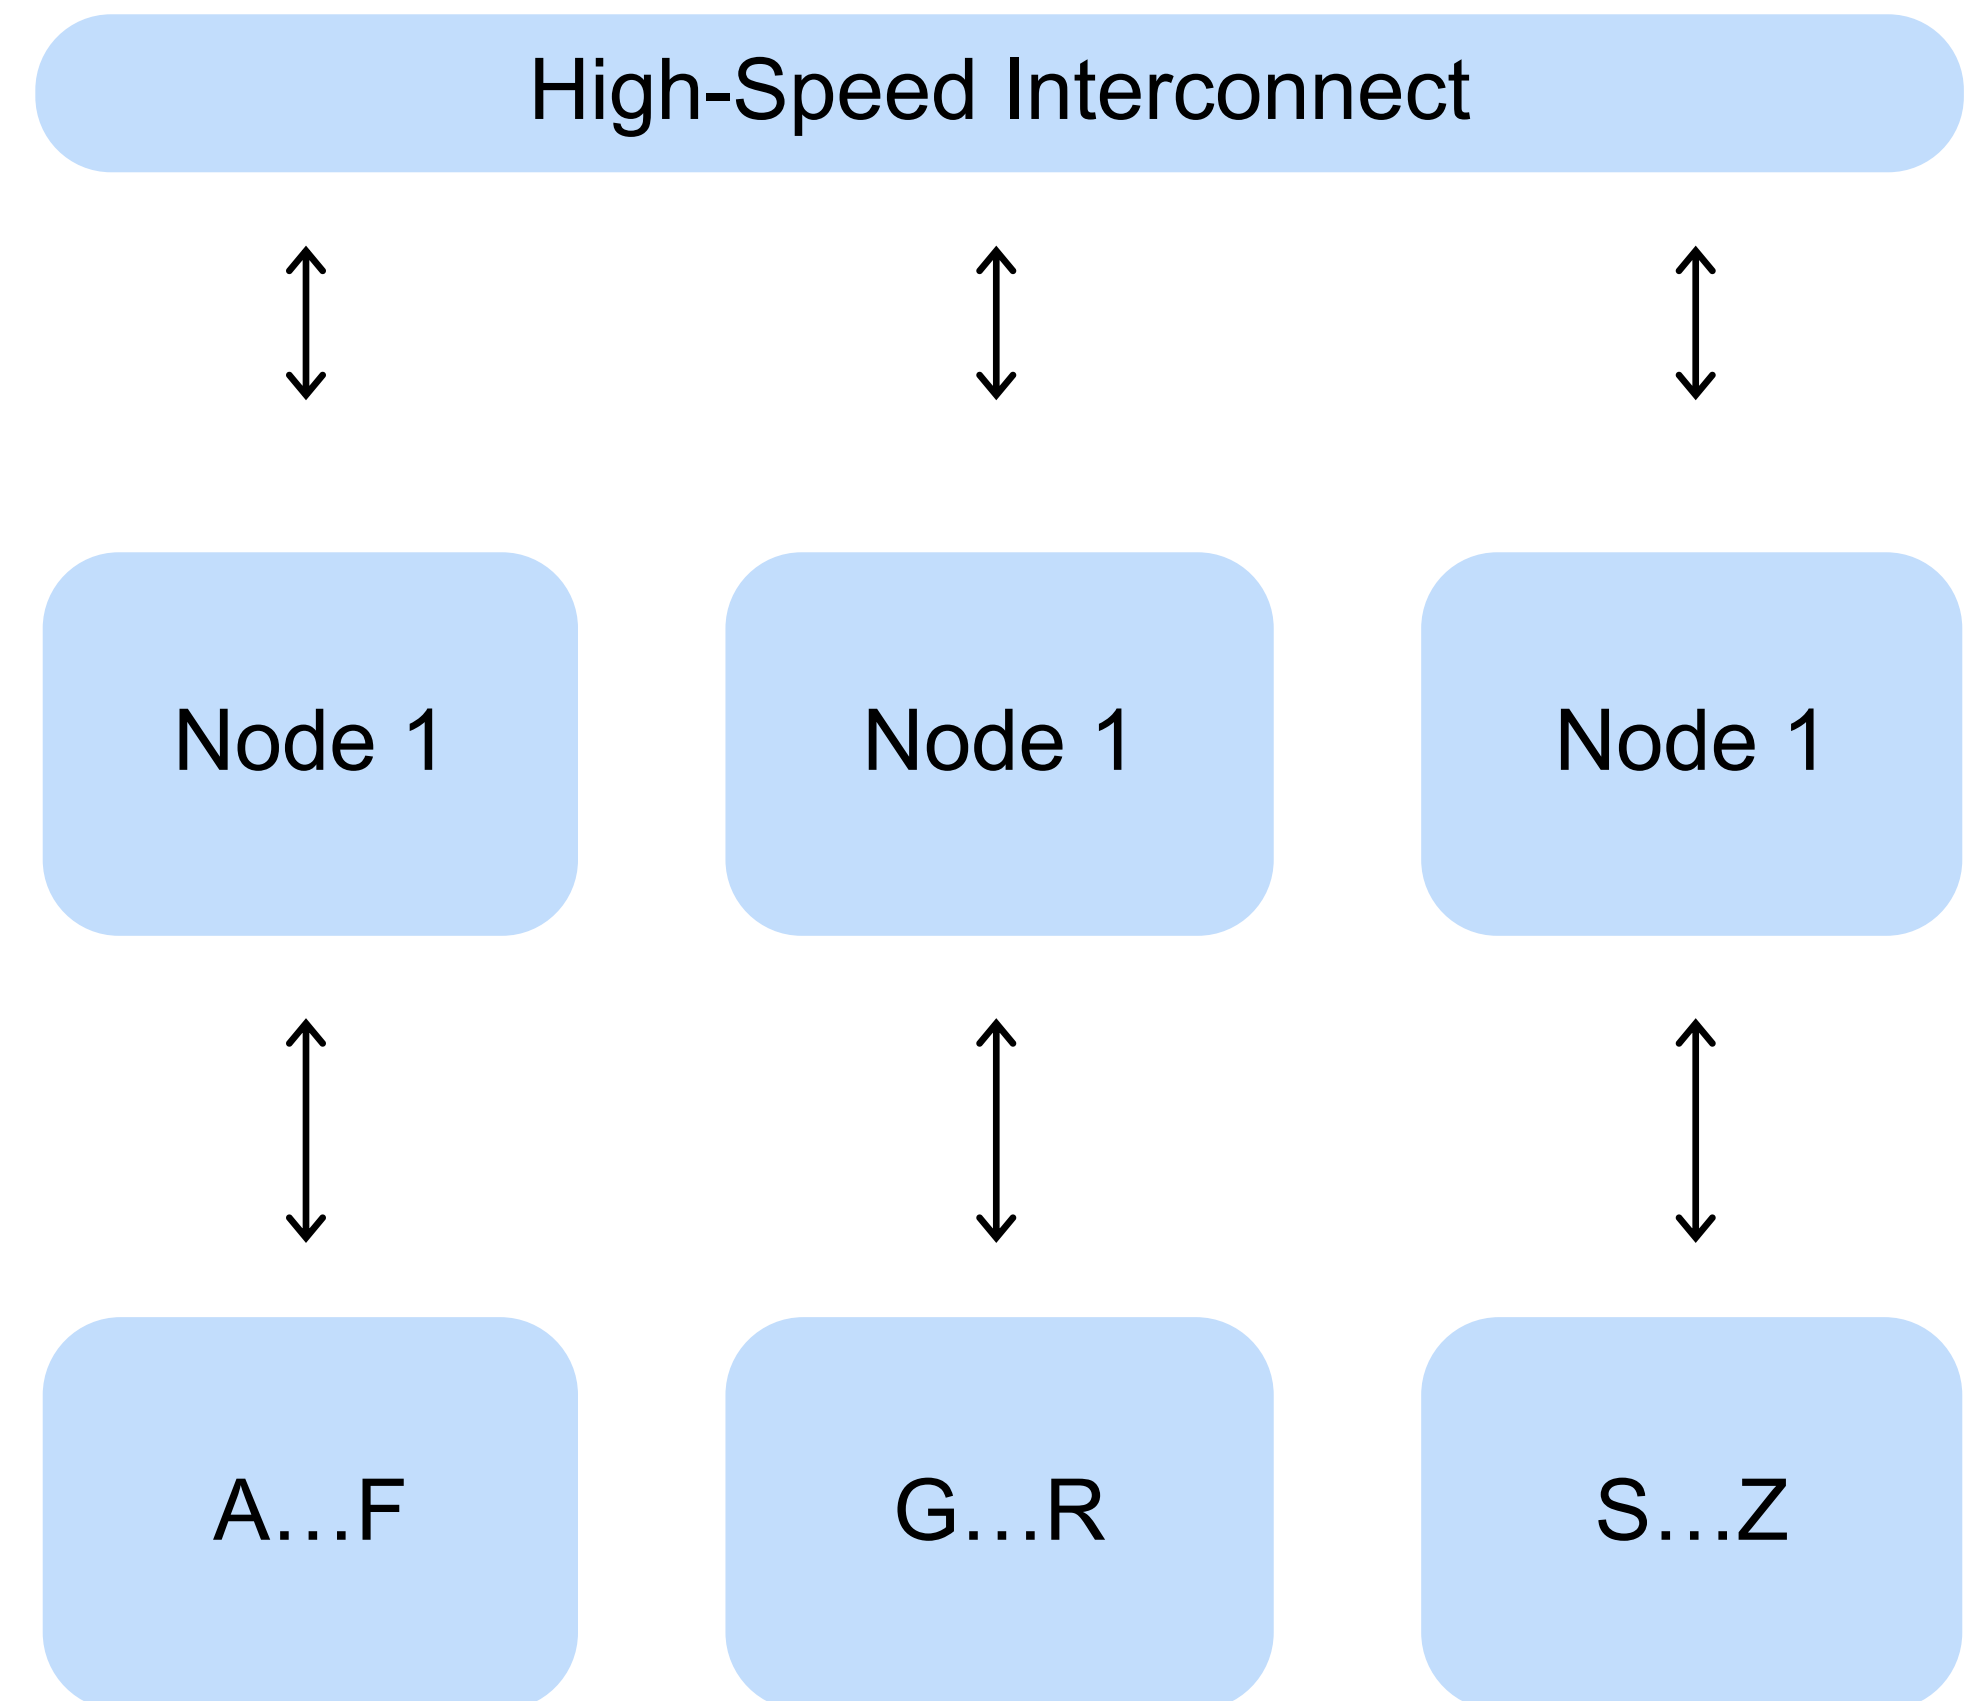 High-Speed Interconnect
Node 1
Node 1
Node 1
A...F
G...R
S...Z